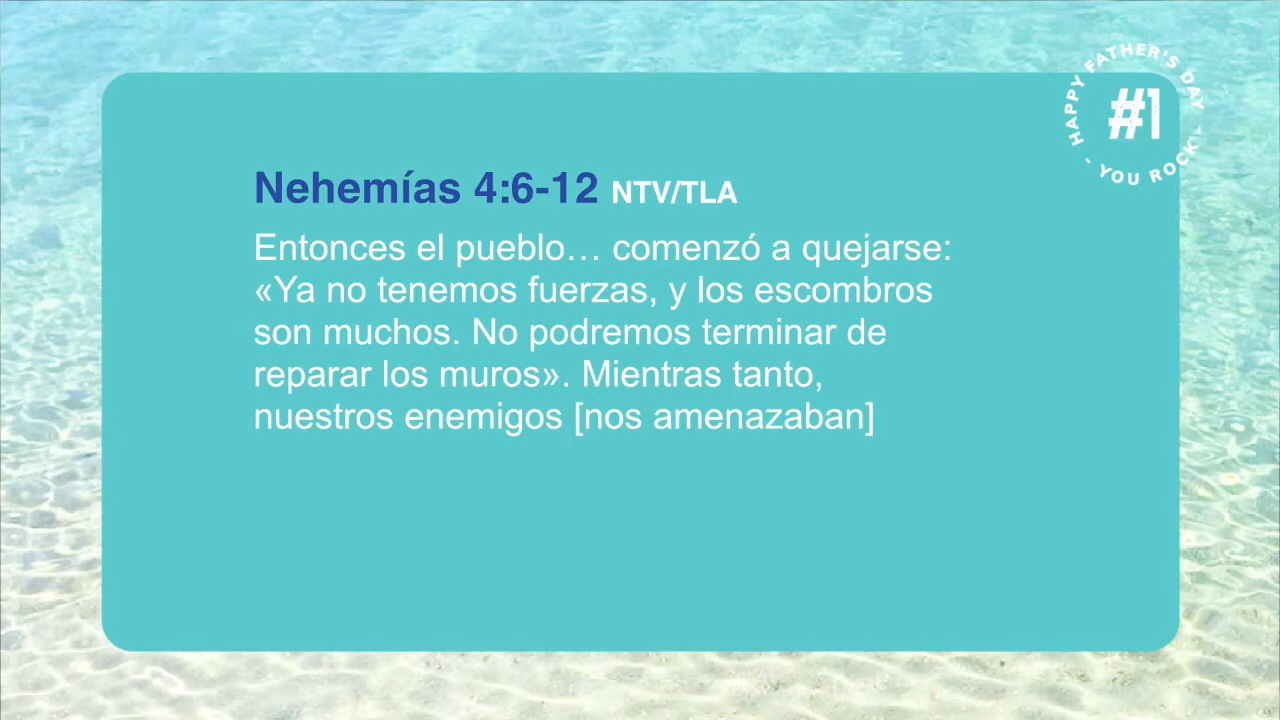 HAPPY FATHER'S DAY
#1
- YOU ROCK -
Nehemías 4:6-12 NTV/TLA
Entonces el pueblo… comenzó a quejarse:
«Ya no tenemos fuerzas, y los escombros
son muchos. No podremos terminar de
reparar los muros». Mientras tanto,
nuestros enemigos [nos amenazaban]